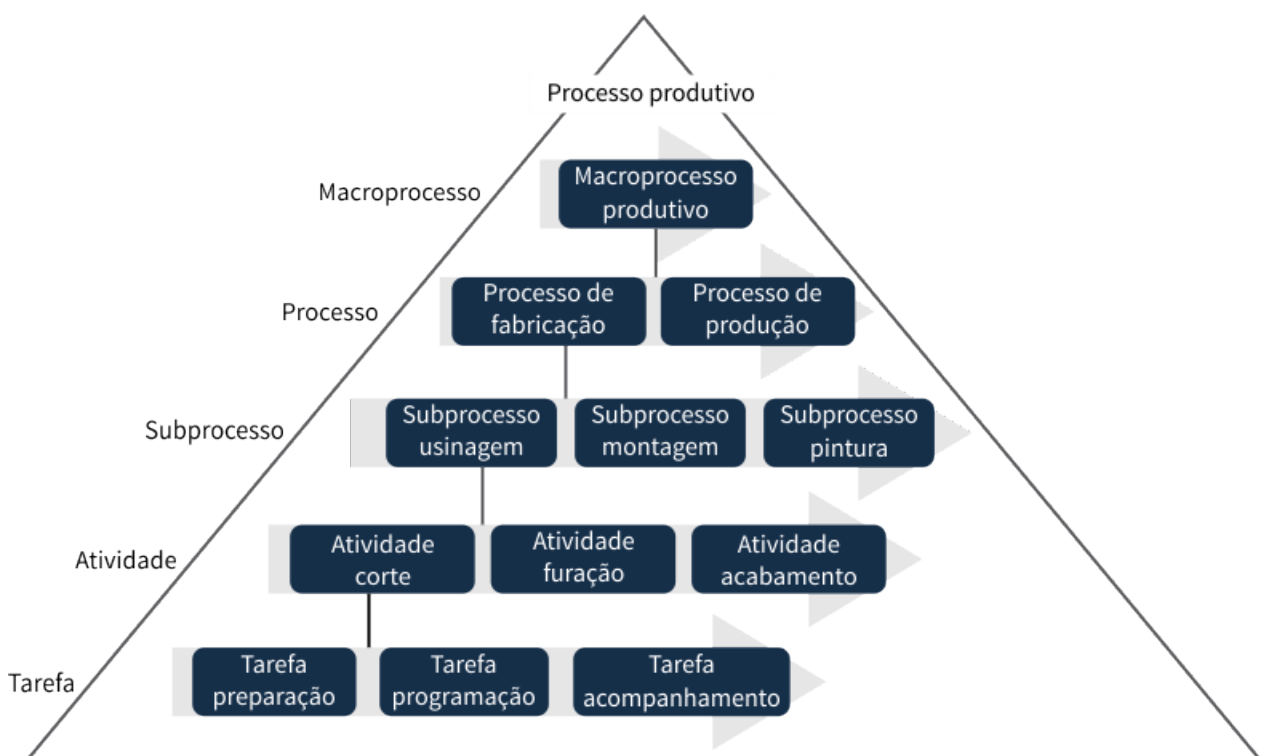 Processo produtivo
Macroprocesso
Macroprocesso
produtivo
Processo
Processo de
fabricação
Processo de
produção
Subprocesso
Subprocesso
usinagem
Subprocesso
montagem
Subprocesso
pintura
Atividade
Atividade
corte
Atividade
furação
Atividade
acabamento
Tarefa
Tarefa
preparação
Tarefa
programação
Tarefa
acompanhamento